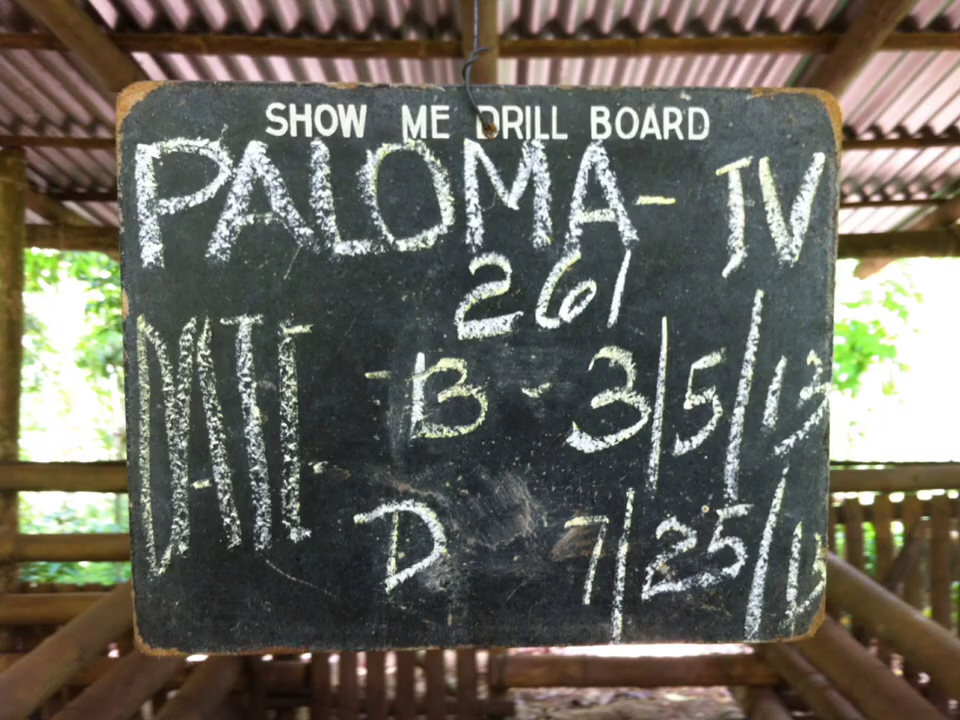 SHOW ME DRILL BOARD
PALOMA- IV
261
DATE - B - 3/5/13
D 7/25/13